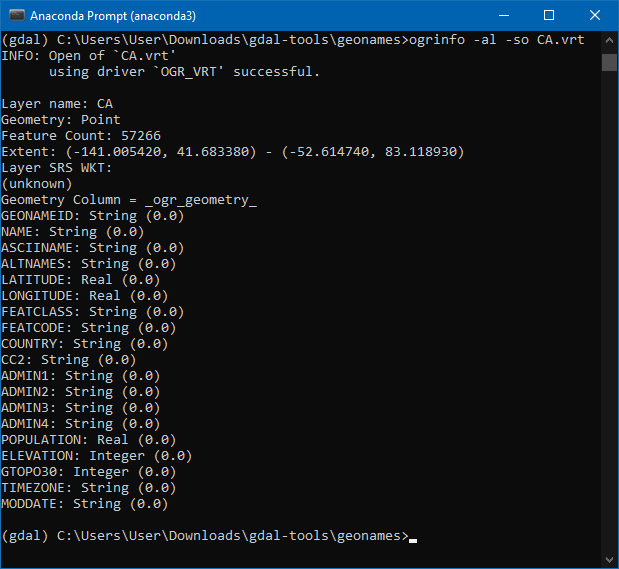 Anaconda Prompt (anaconda3)
(gdal) C:\Users\User\Downloads\gdal-tools\geonames>ogrinfo -al -so CA.vrt
INFO: Open of `CA.vrt'
      using driver `OGR_VRT' successful.

Layer name: CA
Geometry: Point
Feature Count: 57266
Extent: (-141.005420, 41.683380) - (-52.614740, 83.118930)
Layer SRS WKT:
(unknown)
Geometry Column = _ogr_geometry_
GEONAMEID: String (0.0)
NAME: String (0.0)
ASCIINAME: String (0.0)
ALTNAMES: String (0.0)
LATITUDE: Real (0.0)
LONGITUDE: Real (0.0)
FEATCLASS: String (0.0)
FEATCODE: String (0.0)
COUNTRY: String (0.0)
CC2: String (0.0)
ADMIN1: String (0.0)
ADMIN2: String (0.0)
ADMIN3: String (0.0)
ADMIN4: String (0.0)
POPULATION: Real (0.0)
ELEVATION: Integer (0.0)
GTOPO30: Integer (0.0)
TIMEZONE: String (0.0)
MODDATE: String (0.0)

(gdal) C:\Users\User\Downloads\gdal-tools\geonames>